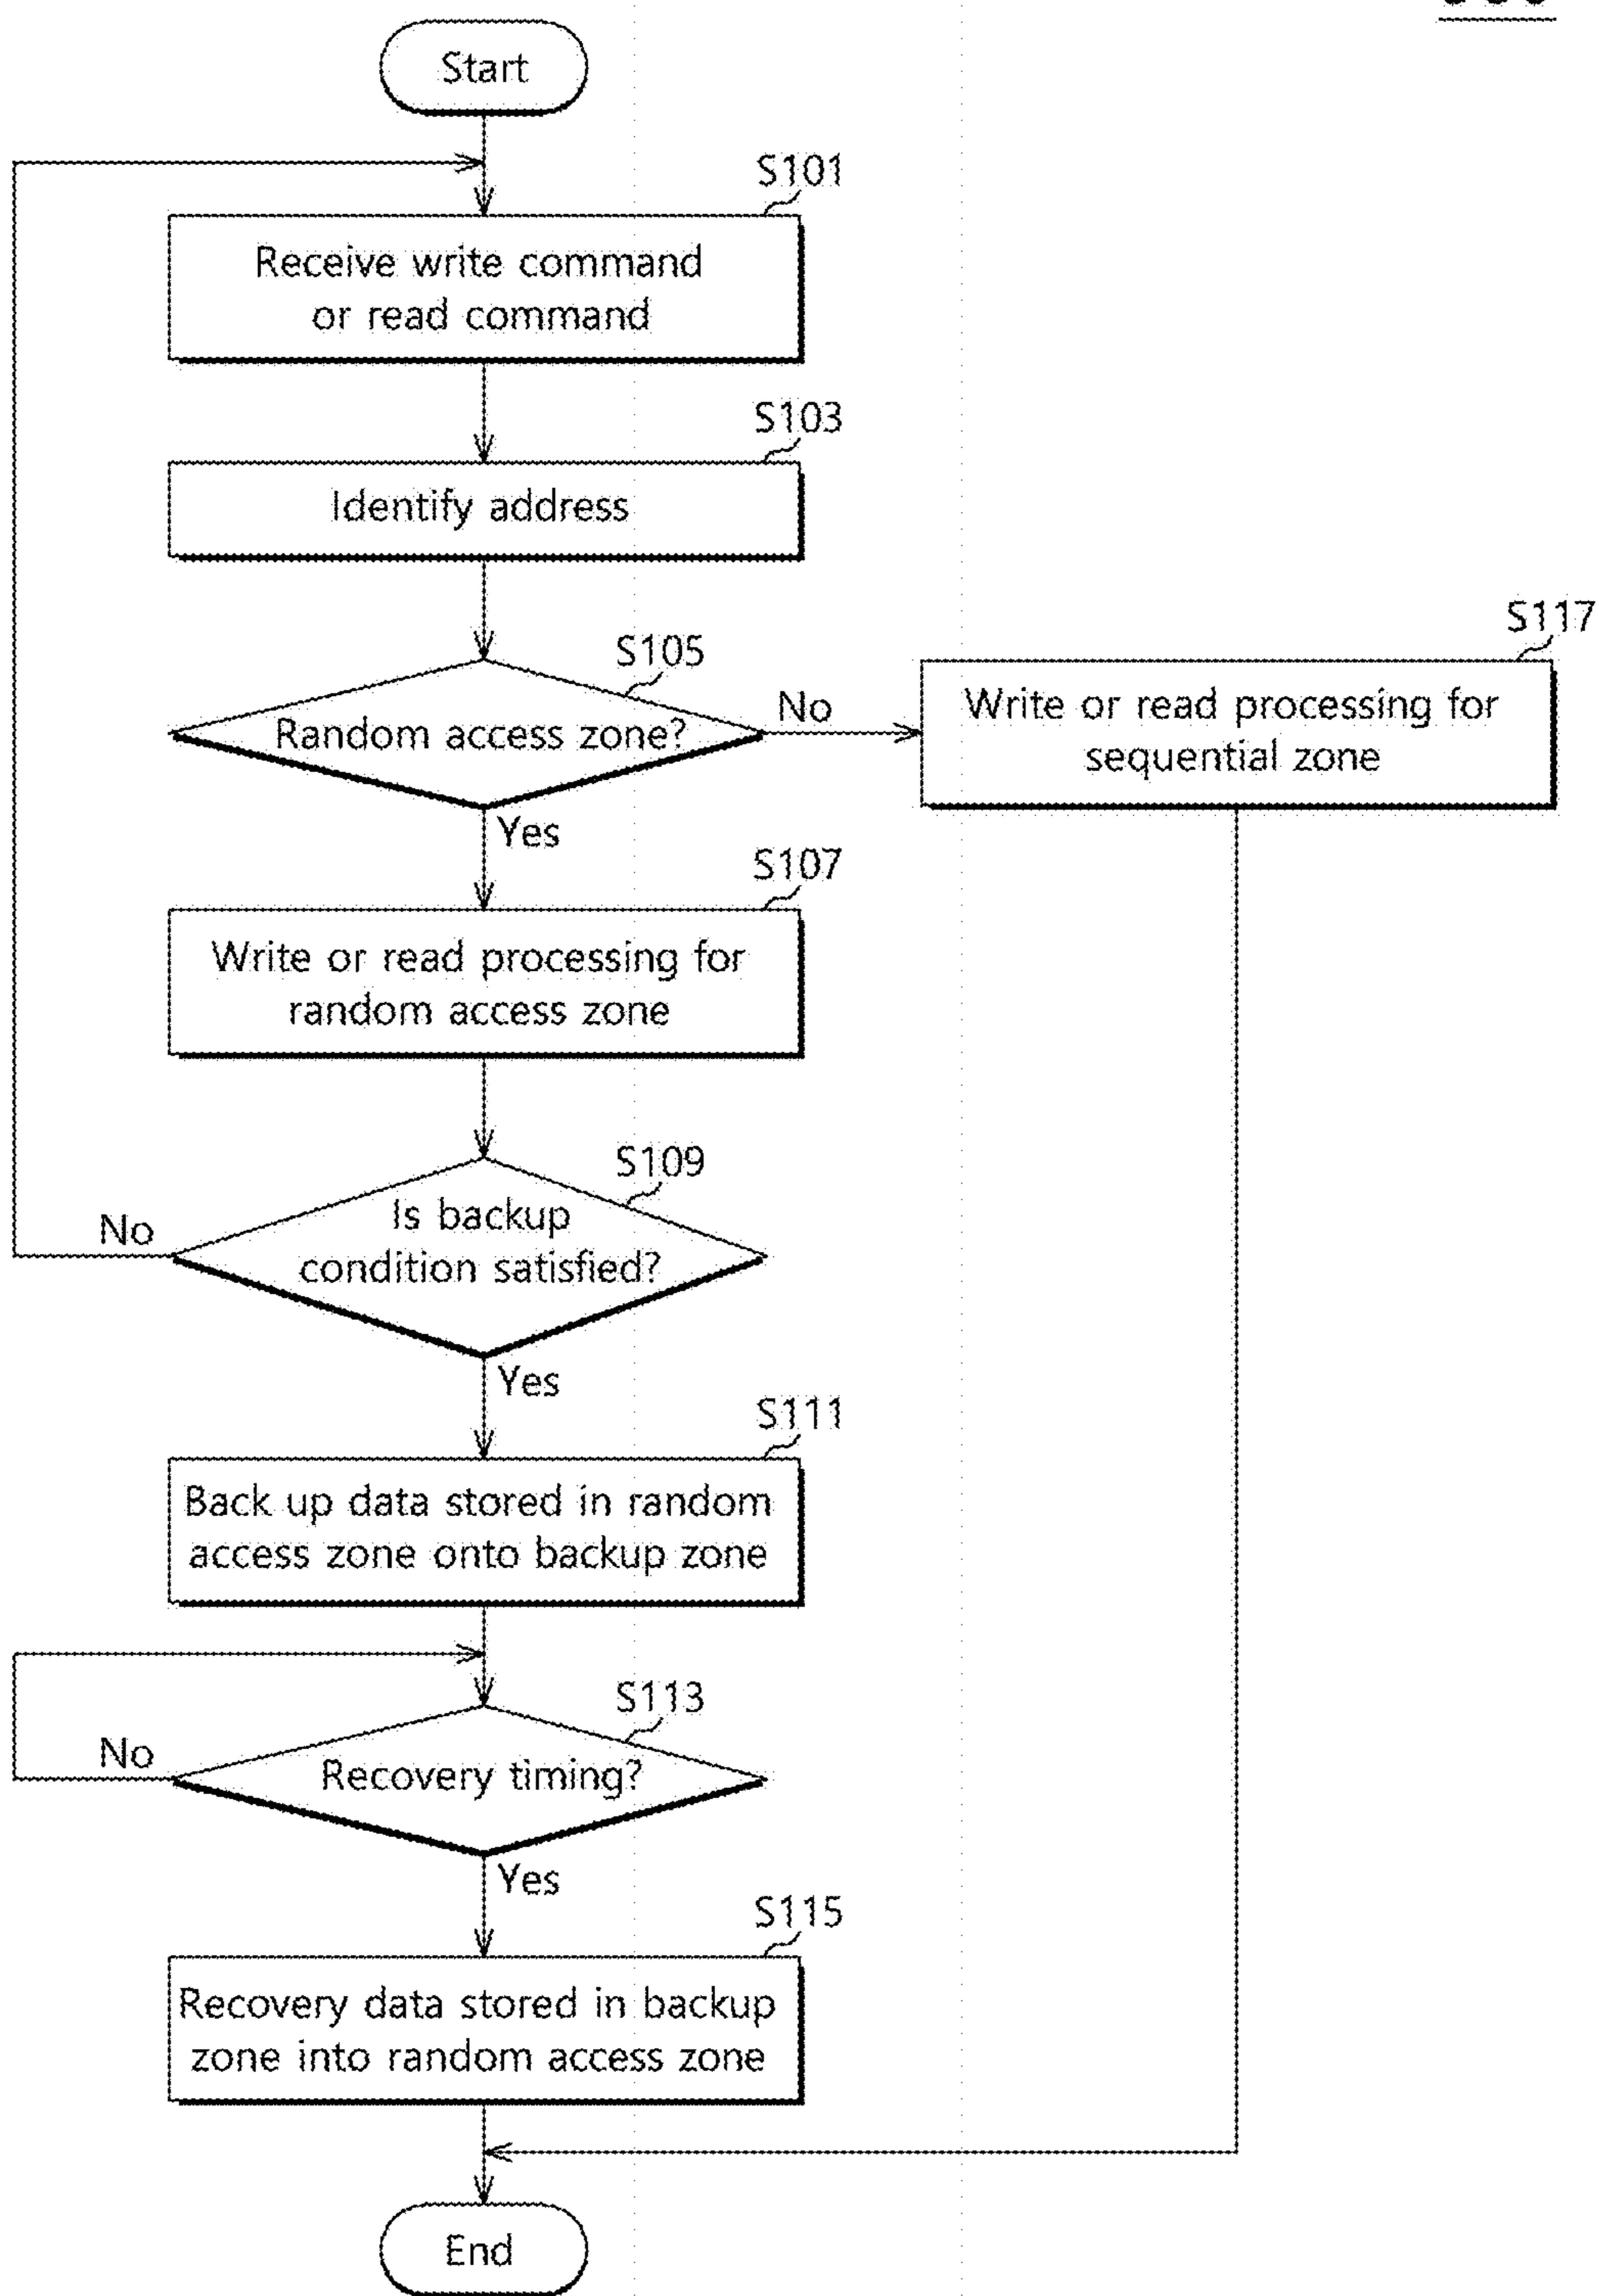 Start
S101
Receive write command
or read command
S103
Identify address
S105
Random access zone?
No
S117
Write or read processing for
sequential zone
Yes
S107
Write or read processing for
random access zone
S109
Is backup
condition satisfied?
No
Yes
S111
Back up data stored in random
access zone onto backup zone
S113
Recovery timing?
No
Yes
S115
Recovery data stored in backup
zone into random access zone
End